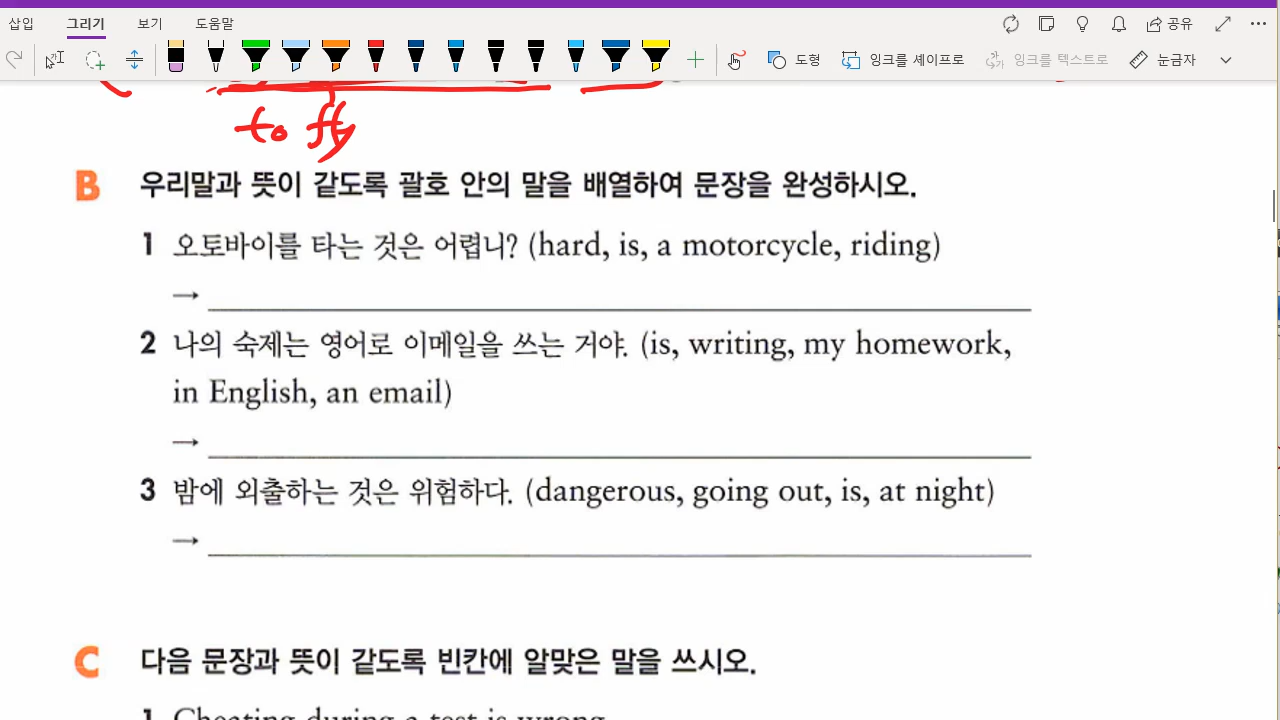 삽입 그리기 보기 도움말 공유 ···
도형 잉크를 셰이프로 잉크를 텍스트로 눈금자
to fly
B 우리말과 뜻이 같도록 괄호 안의 말을 배열하여 문장을 완성하시오.
1 오토바이를 타는 것은 어렵니? (hard, is, a motorcycle, riding)
→
2 나의 숙제는 영어로 이메일을 쓰는 거야. (is, writing, my homework,
in English, an email)
→
3 밤에 외출하는 것은 위험하다. (dangerous, going out, is, at night)
→
C 다음 문장과 뜻이 같도록 빈칸에 알맞은 말을 쓰시오.
1 Cheating during a test is wrong.